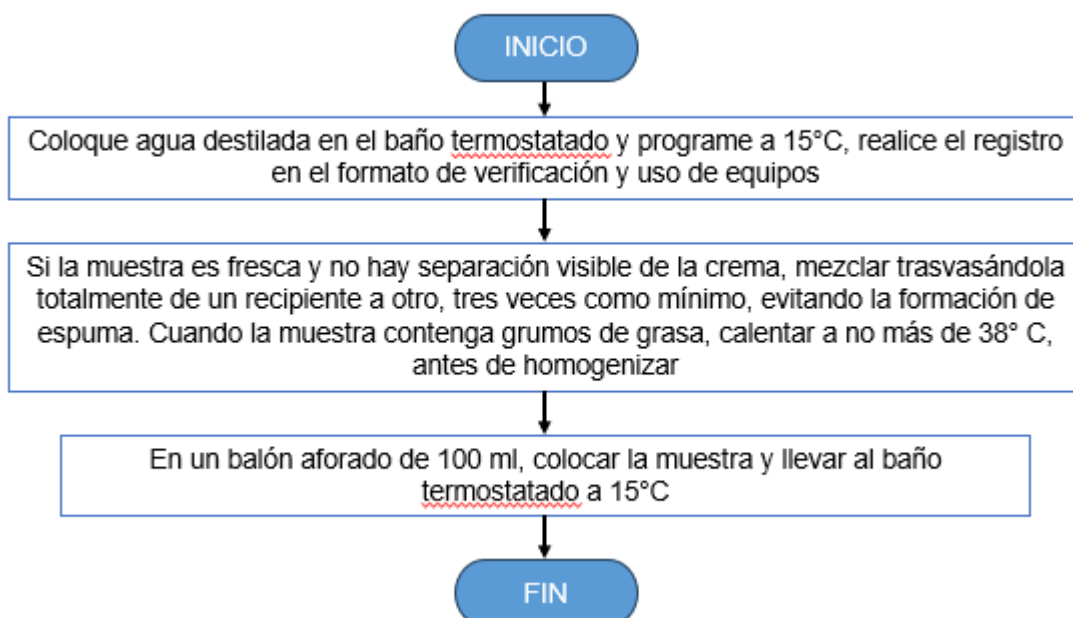 INICIO
Coloque agua destilada en el baño termostatado y programe a 15°C, realice el registro
en el formato de verificación y uso de equipos
Si la muestra es fresca y no hay separación visible de la crema, mezclar trasvasándola
totalmente de un recipiente a otro, tres veces como mínimo, evitando la formación de
espuma. Cuando la muestra contenga grumos de grasa, calentar a no más de 38° C,
antes de homogenizar
En un balón aforado de 100 ml, colocar la muestra y llevar al baño
termostatado a 15°C
FIN